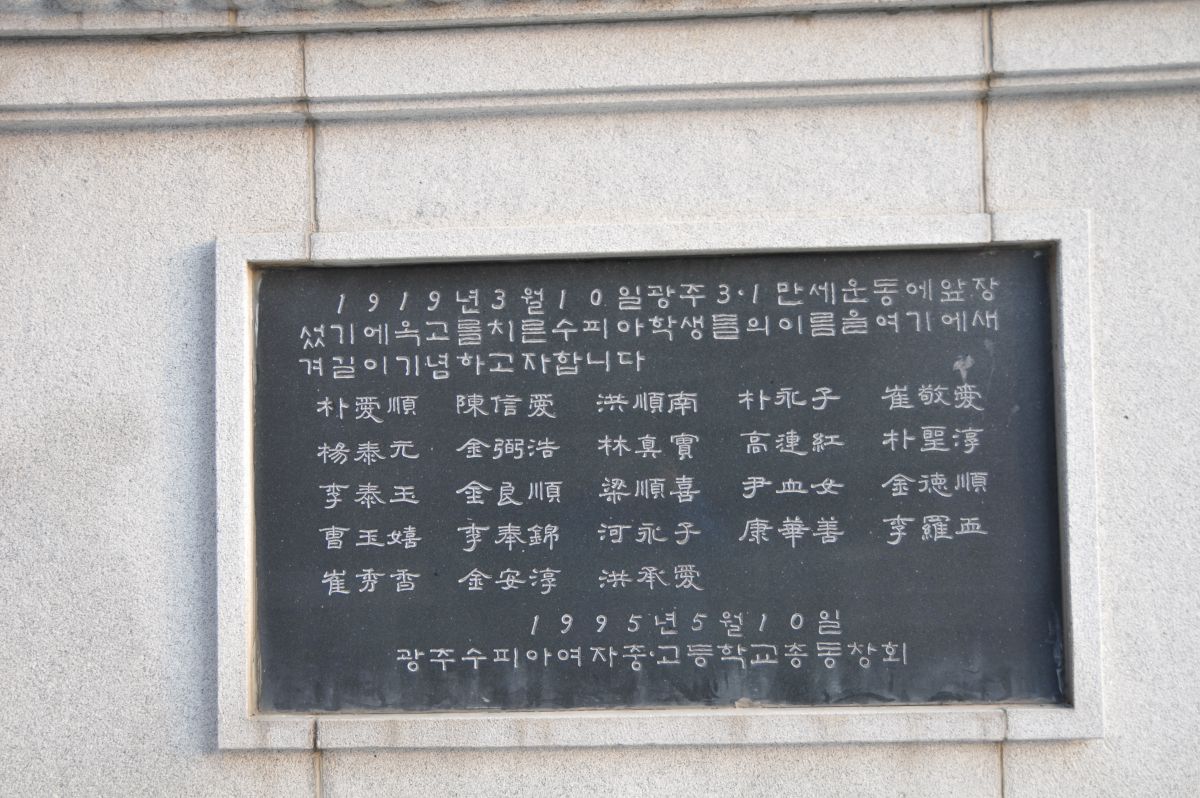 1919년3월10일광주3·1만세운동에앞장
섰기에옥고를치른수피아학생들의이름을여기에새
겨길이기념하고자합니다
朴愛順 陳信愛 洪順南 朴永子 崔敬愛
楊泰元 金弼浩 林真實 高連紅 朴聖淳
李泰玉 金良順 梁順喜 尹血女 金德順
曺玉嬉 李奉錦 河永子 康華善 李羅血
崔秀香 金安淳 洪承愛
1995년5월10일
광주수피아여자중·고등학교총동창회